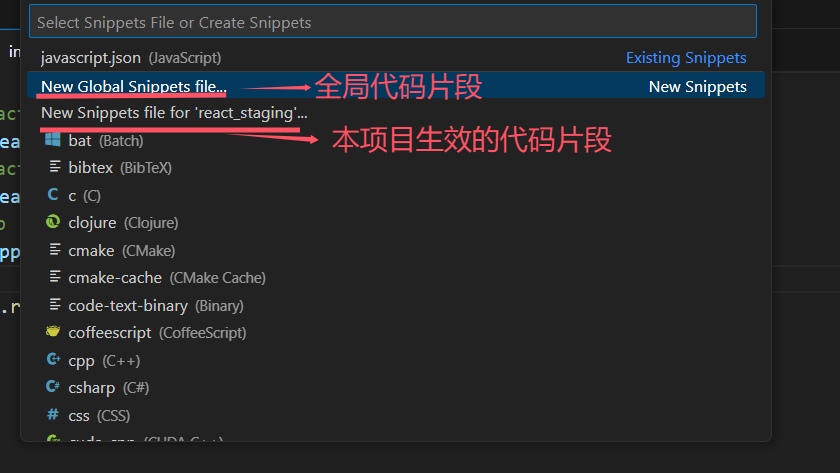 Select Snippets File or Create Snippets
in
javascript.json (JavaScript) Existing Snippets
New Global Snippets file... 全局代码片段 New Snippets
New Snippets file for 'react_staging'...
本项目生效的代码片段
bat (Batch)
bibtex (BibTeX)
c (C)
clojure (Clojure)
cmake (CMake)
cmake-cache (CMake Cache)
code-text-binary (Binary)
coffeescript (CoffeeScript)
cpp (C++)
csharp (C#)
css (CSS)